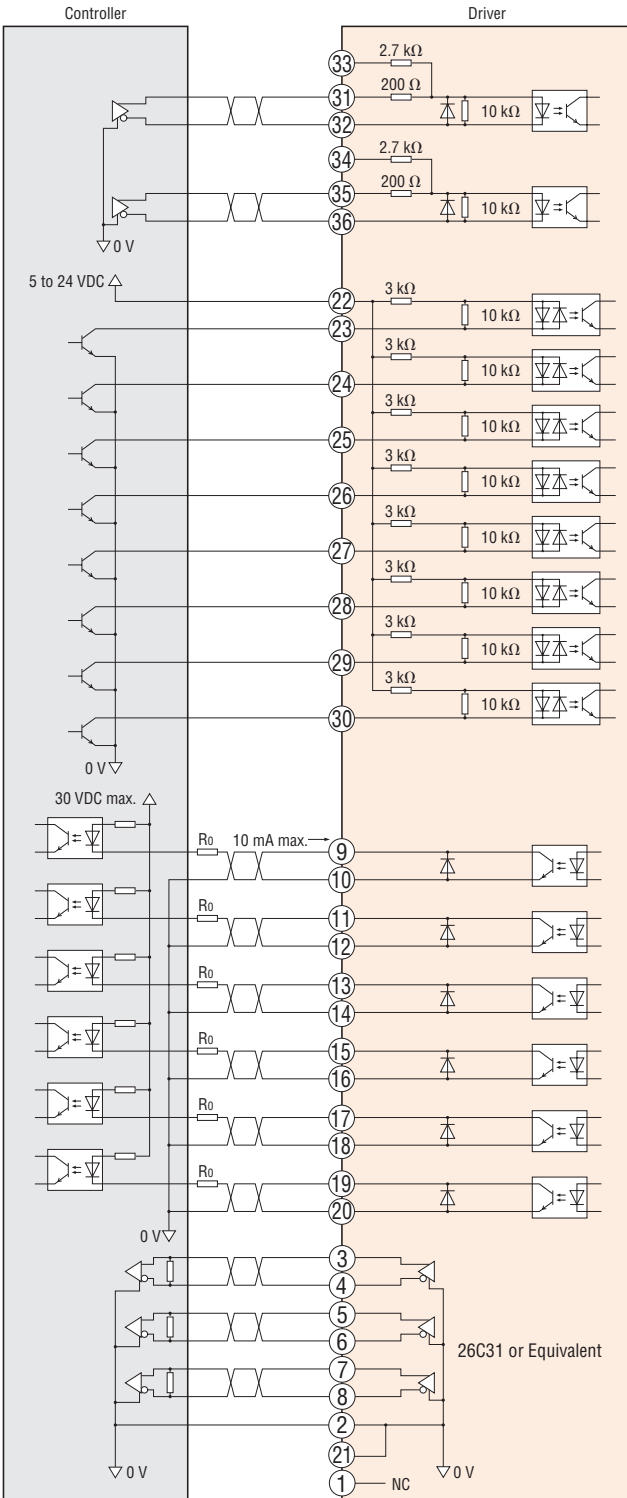 Controller Driver
33 2.7 kΩ
31 200 Ω
32 10 kΩ
34 2.7 kΩ
35 200 Ω
36 10 kΩ
0 V
5 to 24 VDC
22 3 kΩ
23 10 kΩ
3 kΩ
24 10 kΩ
3 kΩ
25 10 kΩ
3 kΩ
26 10 kΩ
3 kΩ
27 10 kΩ
3 kΩ
28 10 kΩ
3 kΩ
29 10 kΩ
3 kΩ
30 10 kΩ
0 V
30 VDC max.
R0 10 mA max. 9
10
R0 11
12
R0 13
14
R0 15
16
R0 17
18
R0 19
20
0 V
3
4
5
6 26C31 or Equivalent
7
8
2
21
0 V 0 V
1 NC